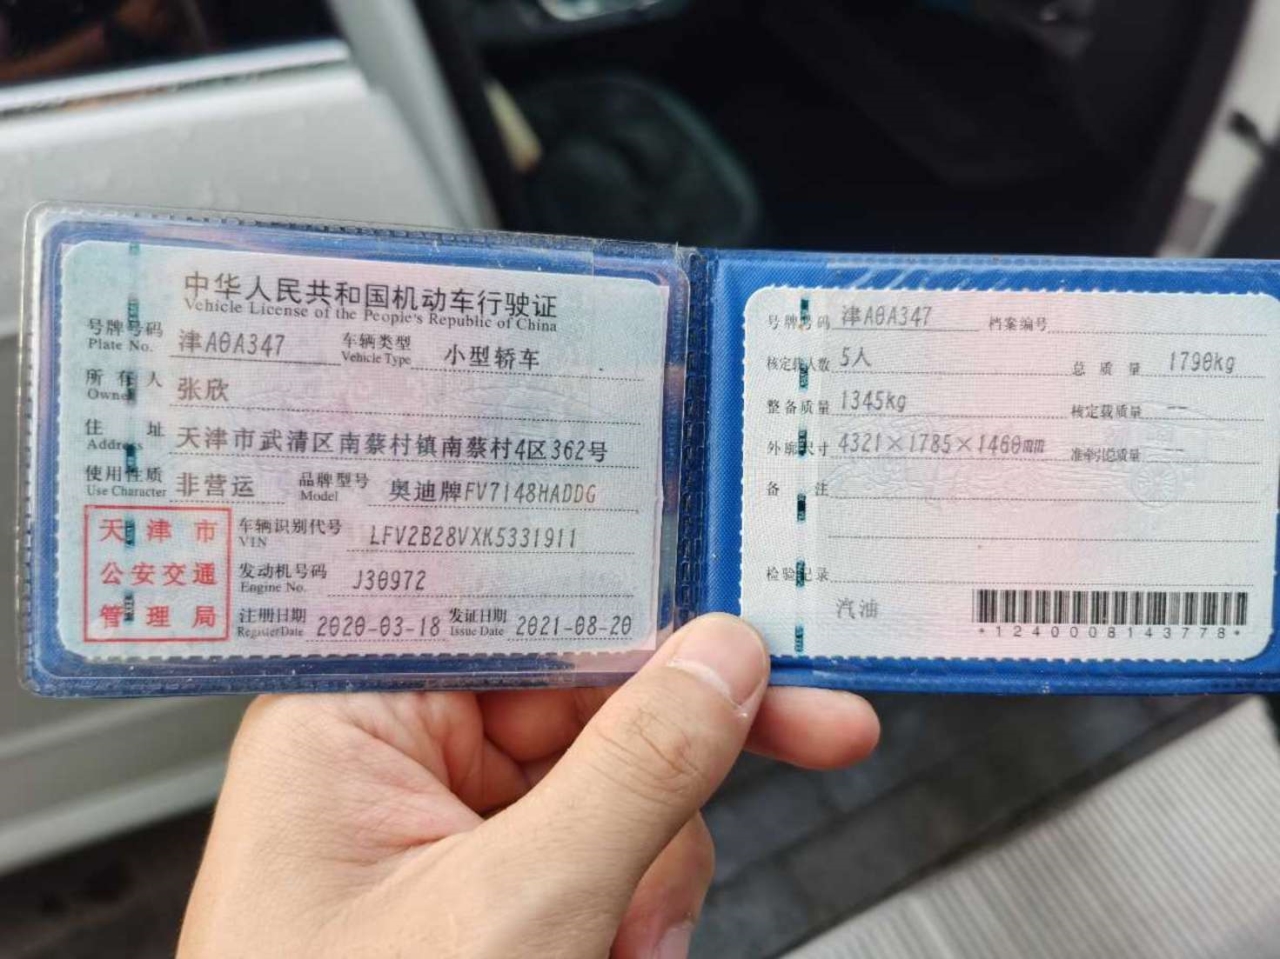 中华人民共和国机动车行驶证
Vehicle License of the People's Republic of China
号牌号码 津A0A347 车辆类型 小型轿车
Plate No. Vehicle Type
所有人 张欣
Owner
住址 天津市武清区南蔡村镇南蔡村4区362号
Address
使用性质 非营运 品牌型号 奥迪牌FV7148HADDG
Use Character Model
天津市
公安交通
管理局
车辆识别代号 LFV2B28VXK5331911
VIN
发动机号码 J30972
Engine No.
注册日期 2020-03-18 发证日期 2021-08-20
Register Date Issue Date
号牌号码 津A0A347 档案编号
核定载人数 5人 总质量 1790kg
整备质量 1345kg 核定载质量 --
外廓尺寸 4321×1785×1460mm 准牵引总质量 --
备注
检验记录
汽油
*1240008143778*